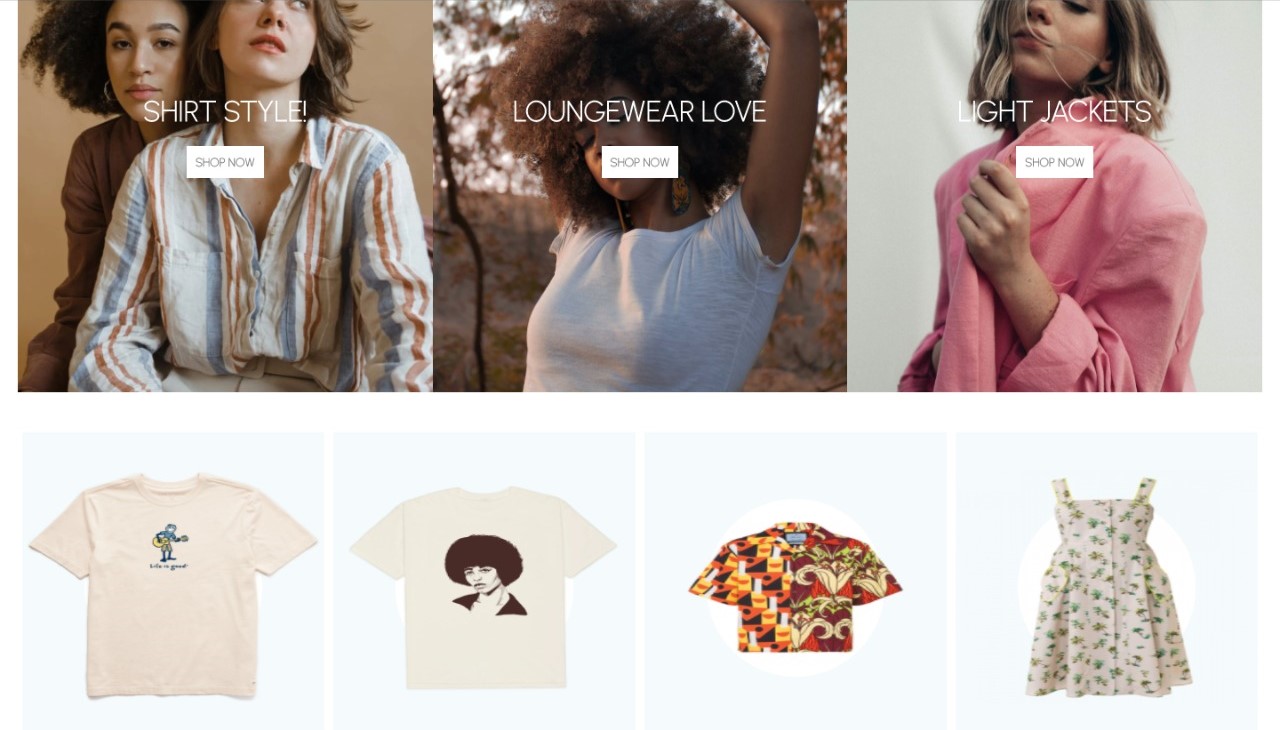 SHIRT STYLE!
SHOP NOW
LOUNGEWEAR LOVE
SHOP NOW
LIGHT JACKETS
SHOP NOW
Life is good